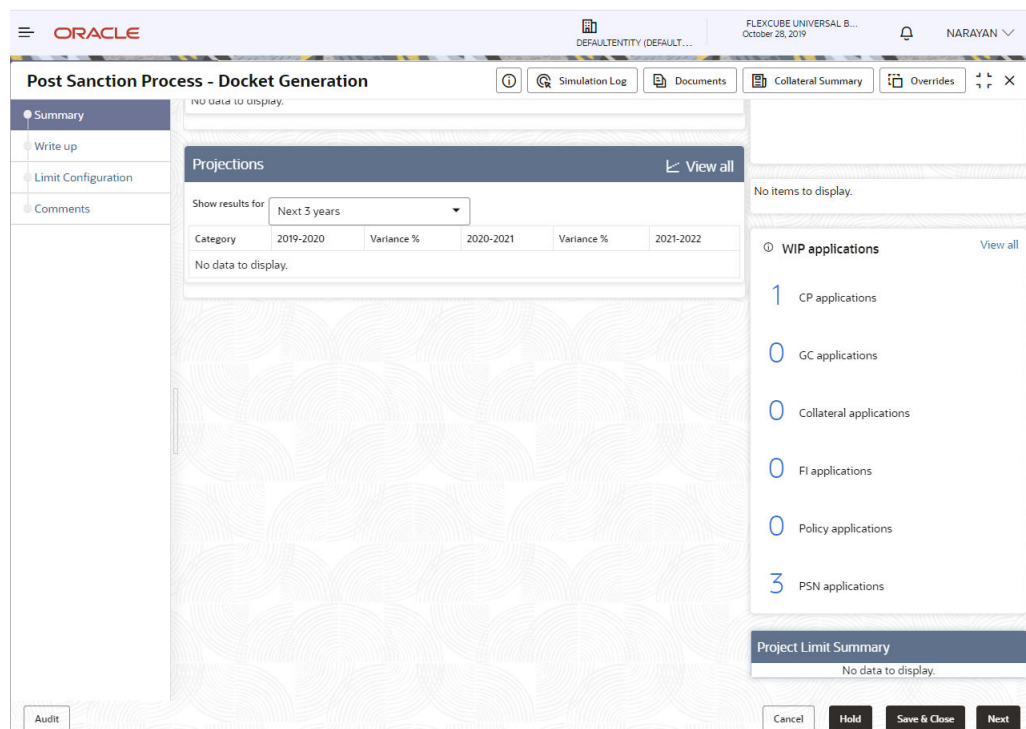 ORACLE
DEFAULTENTITY (DEFAULT...
FLEXCUBE UNIVERSAL B...
October 28, 2019
NARAYAN
Post Sanction Process - Docket Generation
Simulation Log
Documents
Collateral Summary
Overrides
Summary
Write up
Limit Configuration
Comments
No data to display.
Projections
View all
Show results for
Next 3 years
Category 2019-2020 Variance % 2020-2021 Variance % 2021-2022
No data to display.
No items to display.
WIP applications
View all
1 CP applications
0 GC applications
0 Collateral applications
0 FI applications
0 Policy applications
3 PSN applications
Project Limit Summary
No data to display.
Audit
Cancel
Hold
Save & Close
Next